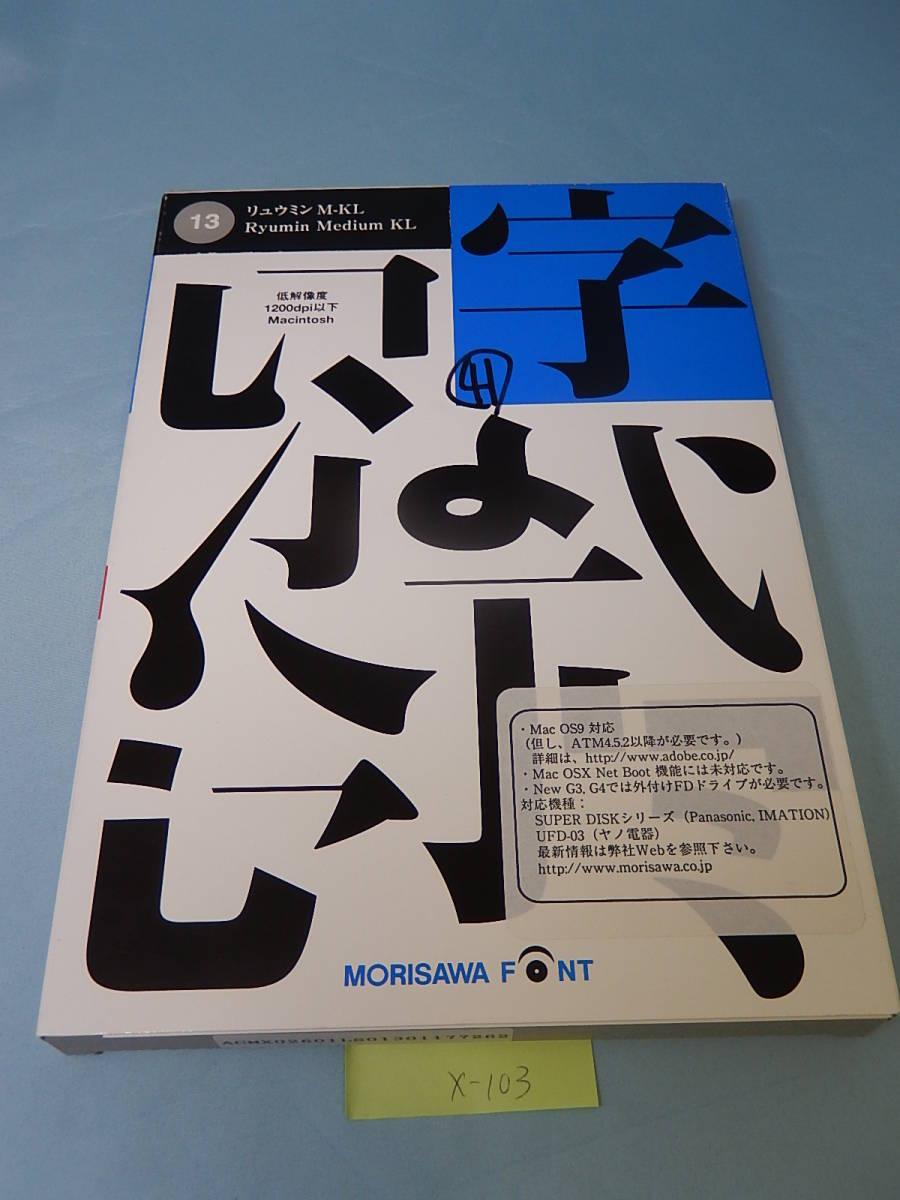 13
リュウミン M-KL
Ryumin Medium KL
低解像度
1200dpi以下
Macintosh
字
41
・Mac OS9 対応
(但し、ATM4.5.2以降が必要です。)
詳細は、http://www.adobe.co.jp/
・Mac OSX Net Boot 機能には未対応です。
・New G3, G4では外付けFDドライブが必要です。
対応機種：
SUPER DISKシリーズ（Panasonic, IMATION）
UFD-03（ヤノ電器）
最新情報は弊社Webを参照下さい。
http://www.morisawa.co.jp
MORISAWA FONT
X-103